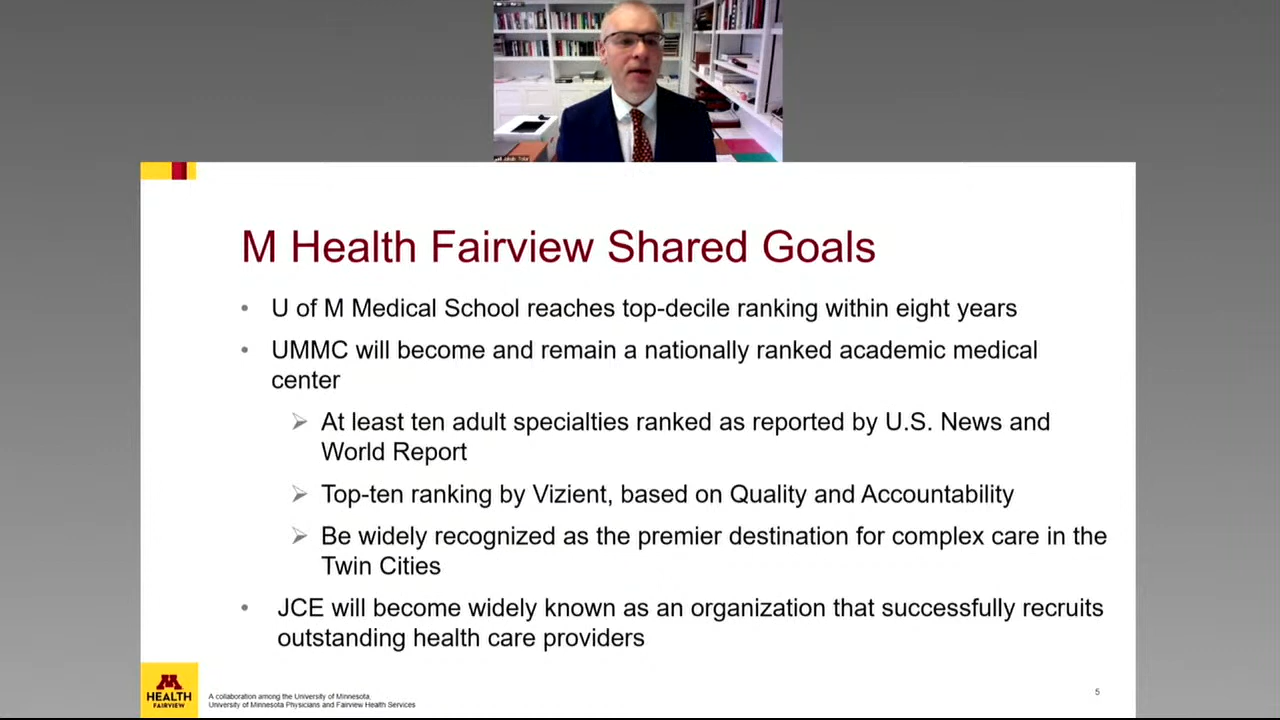 M Health Fairview Shared Goals
• U of M Medical School reaches top-decile ranking within eight years
• UMMC will become and remain a nationally ranked academic medical
center
➢ At least ten adult specialties ranked as reported by U.S. News and
World Report
➢ Top-ten ranking by Vizient, based on Quality and Accountability
➢ Be widely recognized as the premier destination for complex care in the
Twin Cities
• JCE will become widely known as an organization that successfully recruits
outstanding health care providers
M
HEALTH
FAIRVIEW
A collaboration among the University of Minnesota,
University of Minnesota Physicians and Fairview Health Services
5